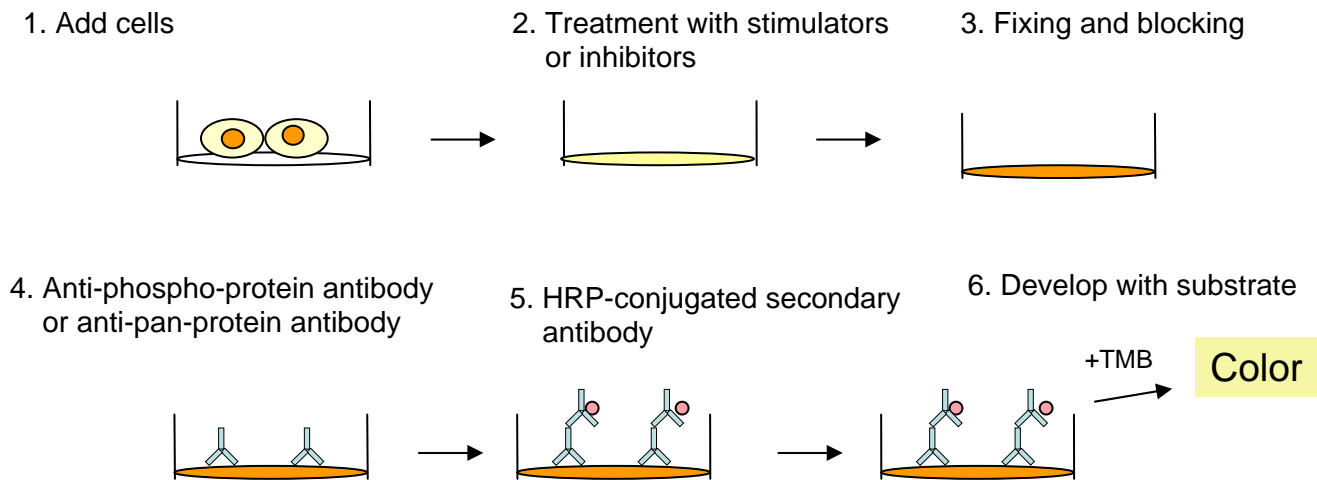 1. Add cells
2. Treatment with stimulators
or inhibitors
3. Fixing and blocking
4. Anti-phospho-protein antibody
or anti-pan-protein antibody
5. HRP-conjugated secondary
antibody
6. Develop with substrate
+TMB
Color